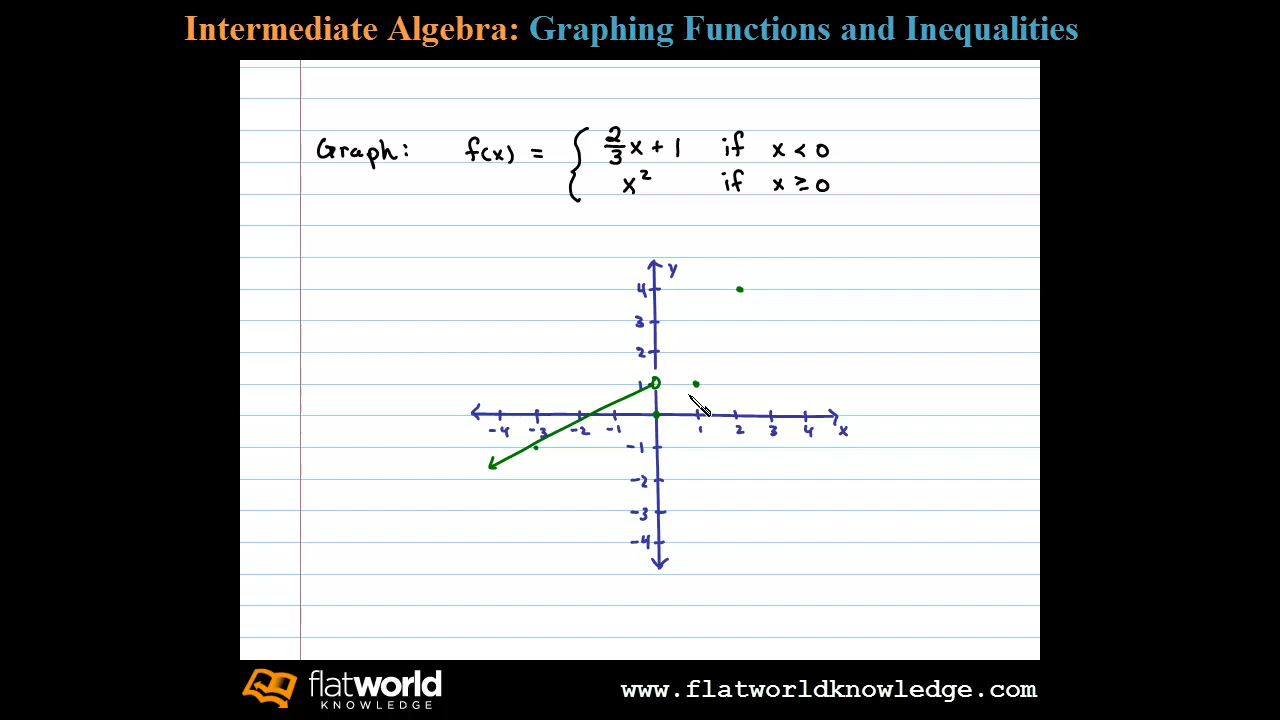 Intermediate Algebra: Graphing Functions and Inequalities
Graph: f(x) = { 2/3 x + 1 if x < 0
x² if x ≥ 0
y
4
3
2
1
-4 -3 -2 -1 1 2 3 4 x
-1
-2
-3
-4
flatworld
KNOWLEDGE
www.flatworldknowledge.com